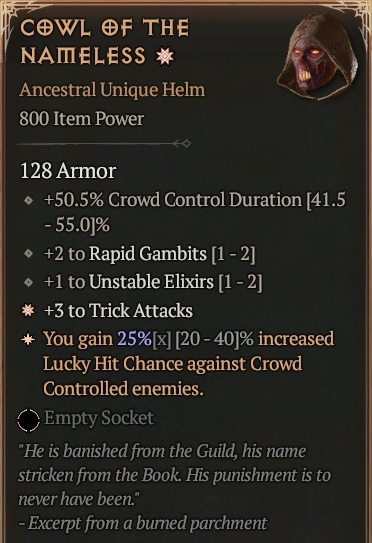 COWL OF THE
NAMELESS
Ancestral Unique Helm
800 Item Power
128 Armor
+50.5% Crowd Control Duration [41.5
- 55.0]%
+2 to Rapid Gambits [1 - 2]
+1 to Unstable Elixirs [1 - 2]
+3 to Trick Attacks
You gain 25%[x] [20 - 40]% increased
Lucky Hit Chance against Crowd
Controlled enemies.
Empty Socket
"He is banished from the Guild, his name
stricken from the Book. His punishment is to
never have been."
- Excerpt from a burned parchment